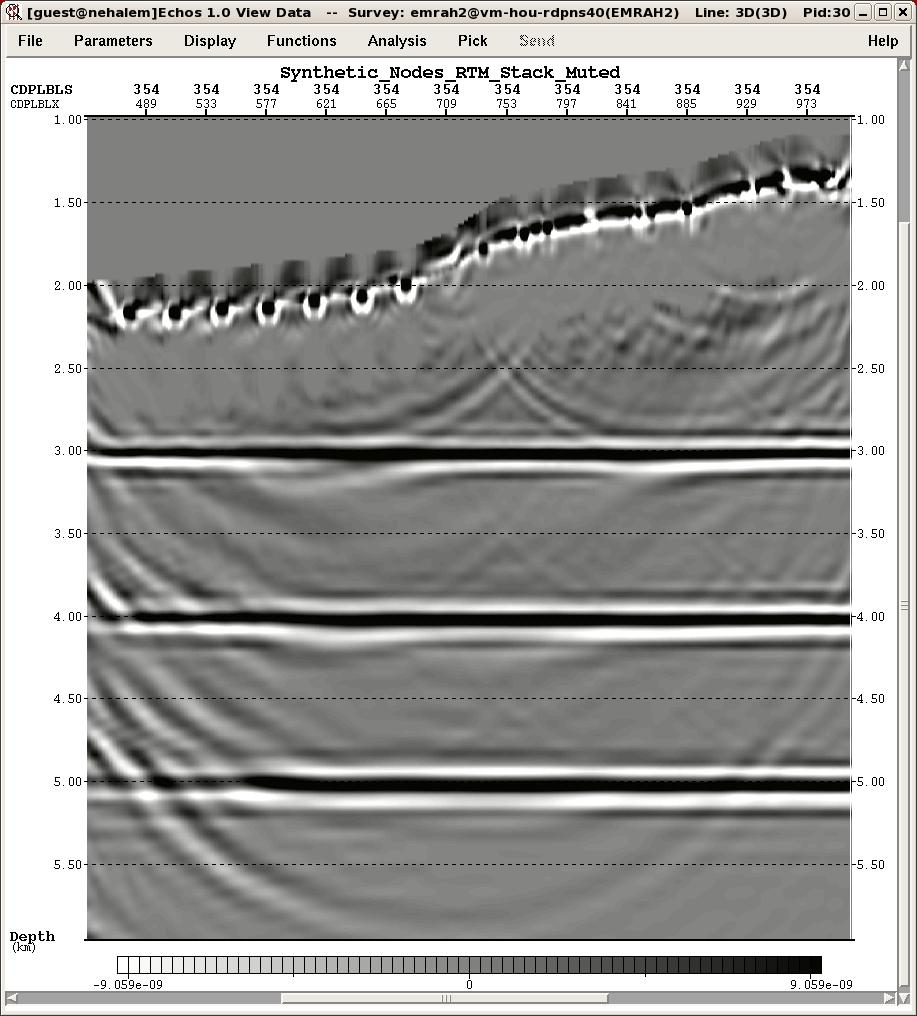 [guest@nehalem]Echos 1.0 View Data -- Survey: emrah2@vm-hou-rdpns40(EMRAH2) Line: 3D(3D) Pid:30
File Parameters Display Functions Analysis Pick Send Help
Synthetic_Nodes_RTM_Stack_Muted
CDPLBLS 354 354 354 354 354 354 354 354 354 354 354 354
CDPLBLX 489 533 577 621 665 709 753 797 841 885 929 973
1.00 1.00
1.50 1.50
2.00 2.00
2.50 2.50
3.00 3.00
3.50 3.50
4.00 4.00
4.50 4.50
5.00 5.00
5.50 5.50
Depth
(km)
-9.059e-09 0 9.059e-09